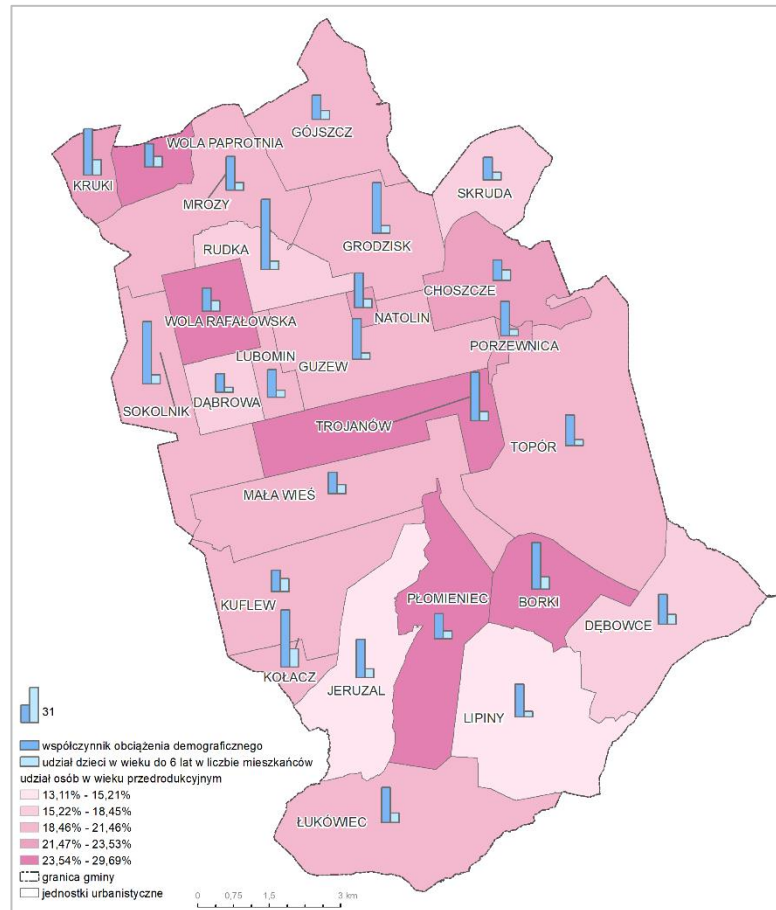 GÓJSZCZ
WOLA PAPROTNIA
KRUKI
SKRUDA
MROZY
GRODZISK
RUDKA
CHOSZCZE
WOLA RAFAŁOWSKA
NATOLIN
PORZEWNICA
LUBOMIN
GUZEW
SOKOLNIK
DĄBROWA
TROJANÓW
TOPÓR
MAŁA WIEŚ
KUFLEW
PŁOMIENIEC
BORKI
DĘBOWCE
KOŁACZ
JERUZAL
LIPINY
ŁUKÓWIEC
31
współczynnik obciążenia demograficznego
udział dzieci w wieku do 6 lat w liczbie mieszkańców
udział osób w wieku przedrodukcyjnym
13,11% - 15,21%
15,22% - 18,45%
18,46% - 21,46%
21,47% - 23,53%
23,54% - 29,69%
granica gminy
jednostki urbanistyczne
0 0,75 1,5 3 km